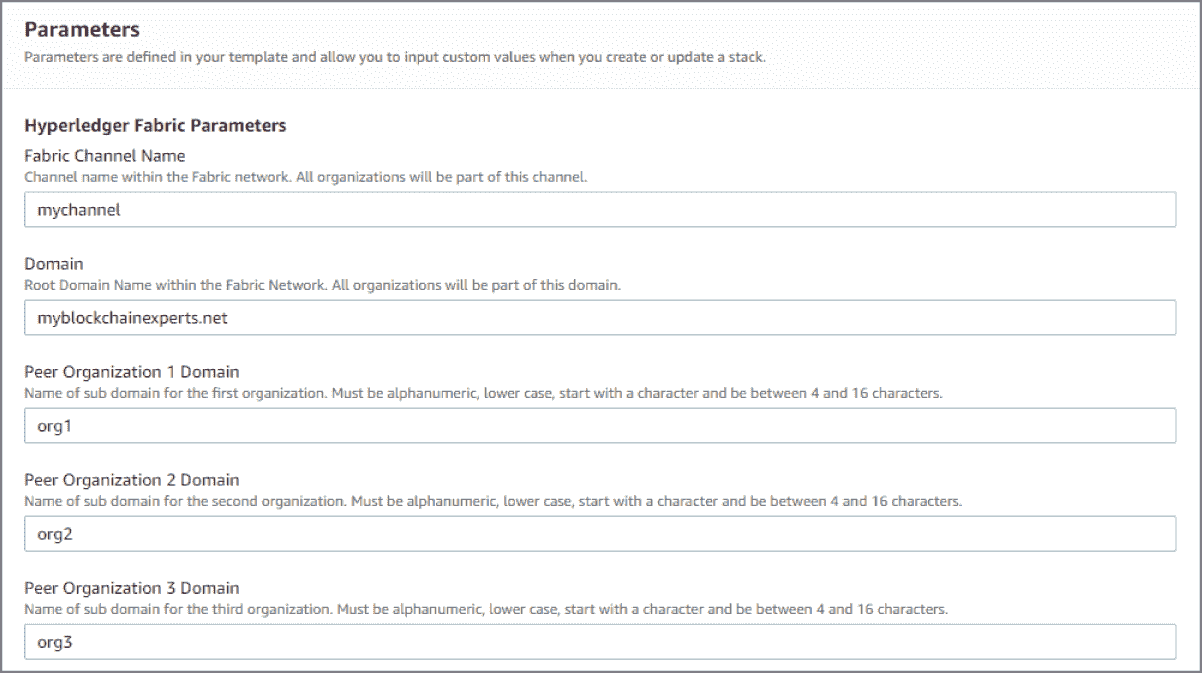 Parameters
Parameters are defined in your template and allow you to input custom values when you create or update a stack.
Hyperledger Fabric Parameters
Fabric Channel Name
Channel name within the Fabric network. All organizations will be part of this channel.
mychannel
Domain
Root Domain Name within the Fabric Network. All organizations will be part of this domain.
myblockchainexperts.net
Peer Organization 1 Domain
Name of sub domain for the first organization. Must be alphanumeric, lower case, start with a character and be between 4 and 16 characters.
org1
Peer Organization 2 Domain
Name of sub domain for the second organization. Must be alphanumeric, lower case, start with a character and be between 4 and 16 characters.
org2
Peer Organization 3 Domain
Name of sub domain for the third organization. Must be alphanumeric, lower case, start with a character and be between 4 and 16 characters.
org3